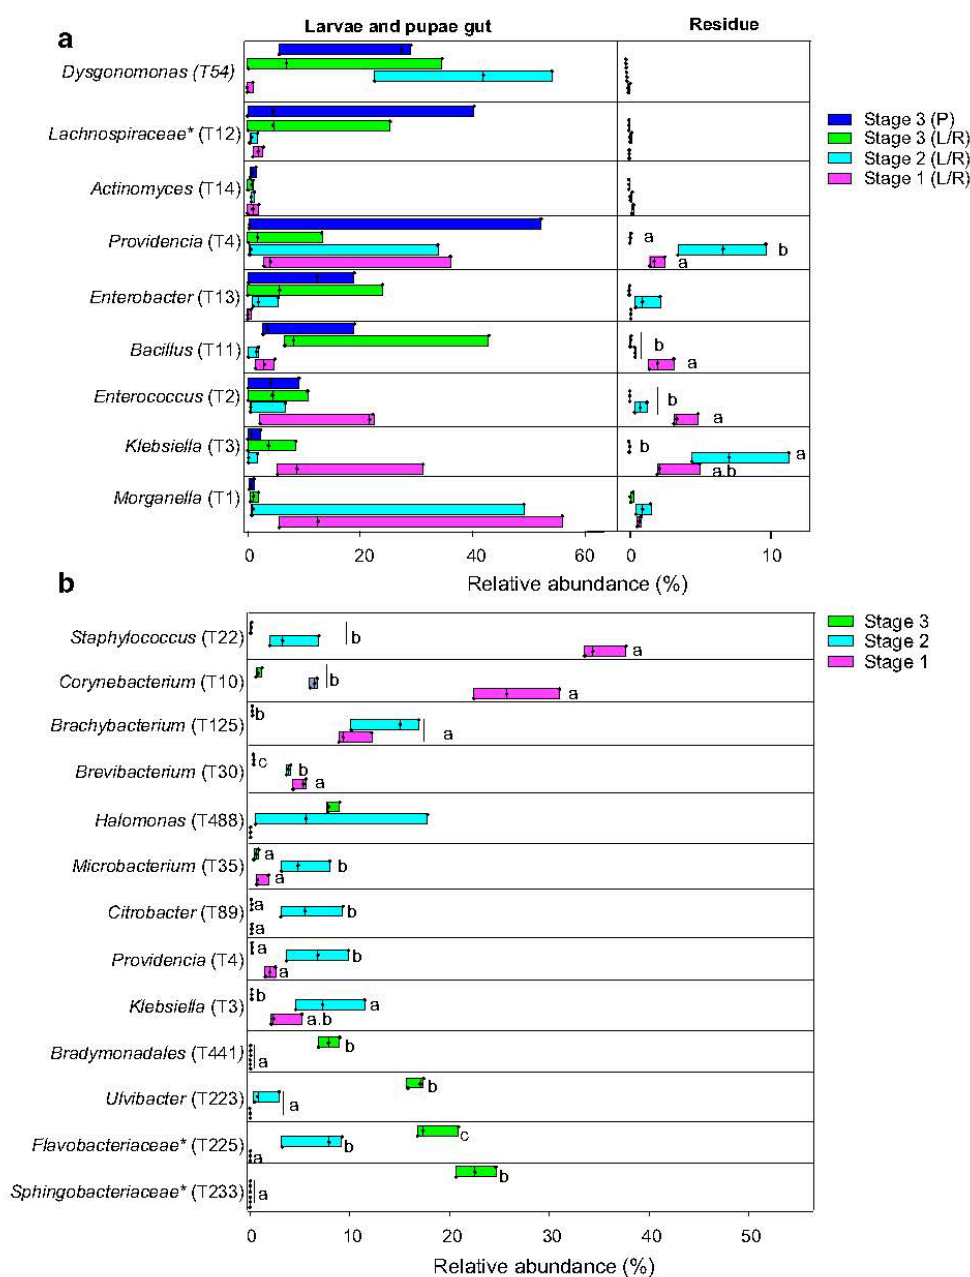 a
Larvae and pupae gut Residue
Dysgonomonas (T54)
Lachnospiraceae* (T12)
Actinomyces (T14)
Providencia (T4) a b a
Enterobacter (T13)
Bacillus (T11) b a
Enterococcus (T2) b a
Klebsiella (T3) b a a.b
Morganella (T1)
Stage 3 (P)
Stage 3 (L/R)
Stage 2 (L/R)
Stage 1 (L/R)
0 20 40 60 0 10
Relative abundance (%)
b
Stage 3
Stage 2
Stage 1
Staphylococcus (T22) b a
Corynebacterium (T10) b a
Brachybacterium (T125) b a
Brevibacterium (T30) c b a
Halomonas (T488)
Microbacterium (T35) a b a
Citrobacter (T89) a b a
Providencia (T4) a b a
Klebsiella (T3) b a a.b
Bradymonadales (T441) b a
Ulvibacter (T223) b a
Flavobacteriaceae* (T225) c b a
Sphingobacteriaceae* (T233) b a
0 10 20 30 40 50
Relative abundance (%)